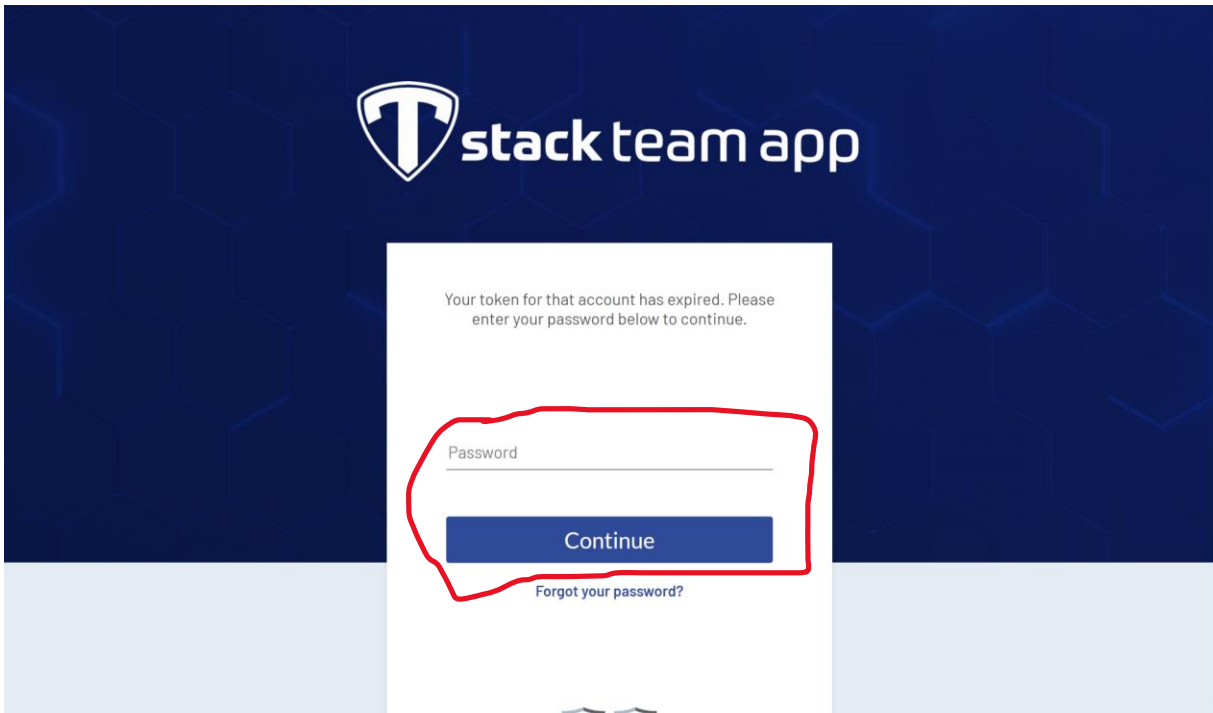 stack team app
Your token for that account has expired. Please
enter your password below to continue.
Password
Continue
Forgot your password?